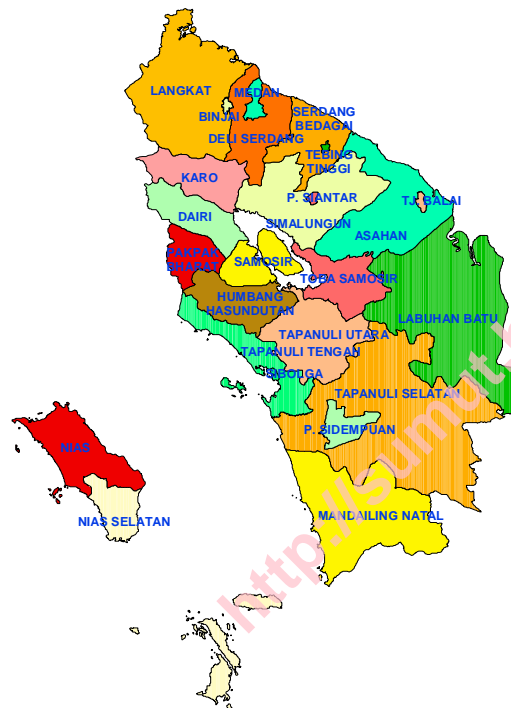 LANGKAT
MEDAN
BINJAI
SERDANG
BEDAGAI
DELI SERDANG
TEBING
TINGGI
KARO
P. SIANTAR
TJ. BALAI
DAIRI
SIMALUNGUN
ASAHAN
PAKPAK
BHARAT
SAMOSIR
TOBA SAMOSIR
HUMBANG
HASUNDUTAN
LABUHAN BATU
TAPANULI UTARA
TAPANULI TENGAH
SIBOLGA
TAPANULI SELATAN
P. SIDEMPUAN
NIAS
MANDAILING NATAL
NIAS SELATAN
http://sumut.b